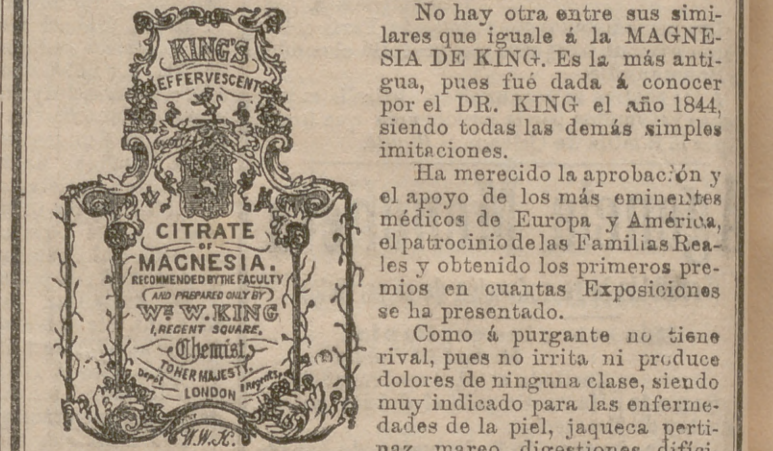 KING'S
EFFERVESCENT
CITRATE
OF
MAGNESIA.
RECOMMENDED BY THE FACULTY
(AND PREPARED ONLY BY)
Wm W. KING
1, REGENT SQUARE,
Chemist
TO HER MAJESTY,
LONDON
W.W.K.
No hay otra entre sus simi-
lares que iguale á la MAGNE-
SIA DE KING. Es la más anti-
gua, pues fué dada á conocer
por el DR. KING el año 1844,
siendo todas las demás simples
imitaciones.
Ha merecido la aprobación y
el apoyo de los más eminentes
médicos de Europa y América,
el patrocinio de las Familias Rea-
les y obtenido los primeros pre-
mios en cuantas Exposiciones
se ha presentado.
Como á purgante no tiene
rival, pues no irrita ni produce
dolores de ninguna clase, siendo
muy indicado para las enferme-
dades de la piel, jaqueca perti-
naz, mareo, digestiones difíci-